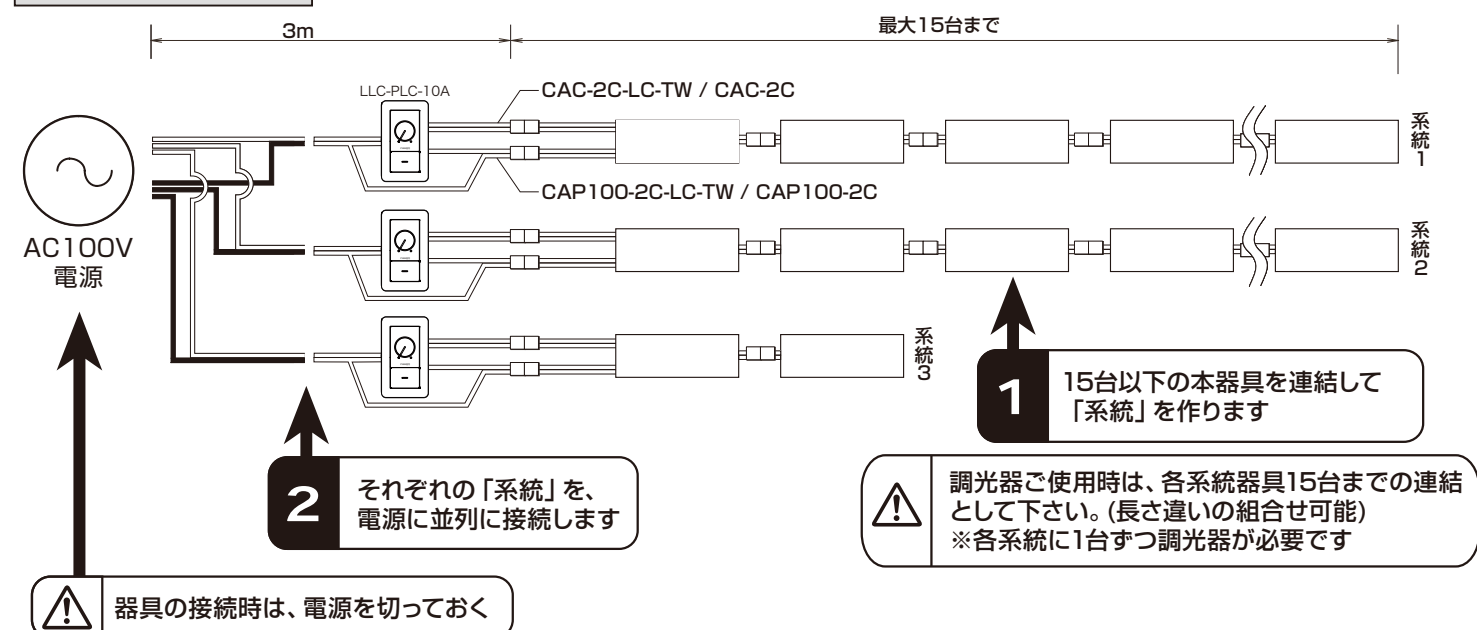 3m
最大15台まで
LLC-PLC-10A
CAC-2C-LC-TW / CAC-2C
系統1
CAP100-2C-LC-TW / CAP100-2C
AC100V
電源
系統2
系統3
1
15台以下の本器具を連結して
「系統」を作ります
2
それぞれの「系統」を、
電源に並列に接続します
調光器ご使用時は、各系統器具15台までの連結
として下さい。(長さ違いの組合せ可能)
※各系統に1台ずつ調光器が必要です
器具の接続時は、電源を切っておく